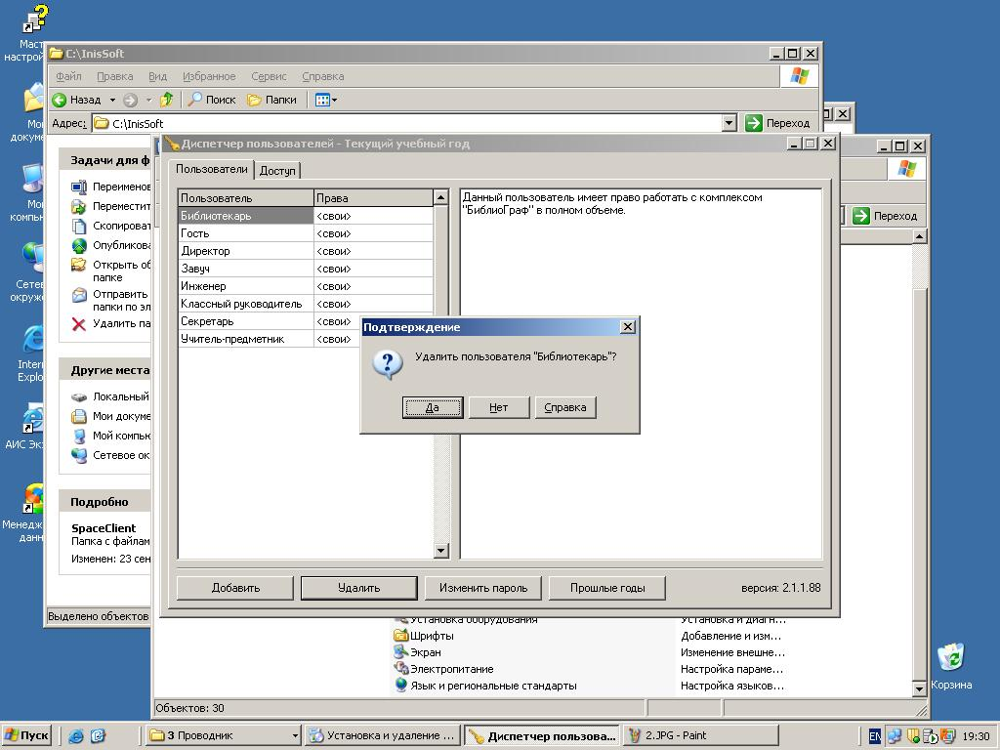 Маст
настрой
Мои
докуме
Мо
компь
Сете
окруж
Inter
Explo
АИС Эк
Менедж
дан
Корзина
C:\InisSoft
Файл Правка Вид Избранное Сервис Справка
Назад Поиск Папки
Адрес: C:\InisSoft Переход
Задачи для ф
Переименов
Переместит
Скопироват
Опубликова
Открыть об
папке
Отправить
папки по эл
Удалить па
Другие места
Локальный
Мои докуме
Мой компь
Сетевое ок
Подробно
SpaceClient
Папка с файлам
Изменен: 23 сен
Выделено объектов
Переход
Диспетчер пользователей - Текущий учебный год
Пользователи Доступ
Пользователь Права
Библиотекарь <свои>
Гость <свои>
Директор <свои>
Завуч <свои>
Инженер <свои>
Классный руководитель <свои>
Секретарь <свои>
Учитель-предметник <свои>
Данный пользователь имеет право работать с комплексом
"БиблиоГраф" в полном объеме.
Подтверждение
Удалить пользователя "Библиотекарь"?
Да Нет Справка
Добавить Удалить Изменить пароль Прошлые годы версия: 2.1.1.88
Установка оборудования Установка и диагн...
Шрифты Добавление и изм...
Экран Изменение внешне...
Электропитание Настройка параме...
Язык и региональные стандарты Настройка языков...
Объектов: 30
Пуск 3 Проводник Установка и удаление ... Диспетчер пользова... 2.JPG - Paint EN 19:30